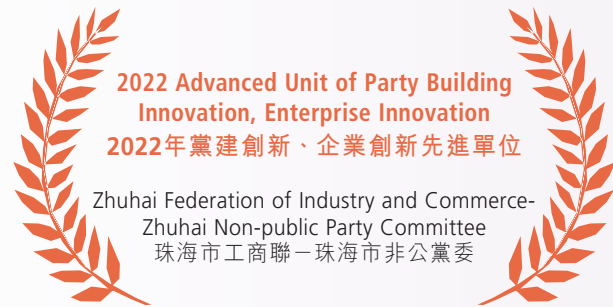 2022 Advanced Unit of Party Building
Innovation, Enterprise Innovation
2022年黨建創新、企業創新先進單位
Zhuhai Federation of Industry and Commerce-
Zhuhai Non-public Party Committee
珠海市工商聯－珠海市非公黨委